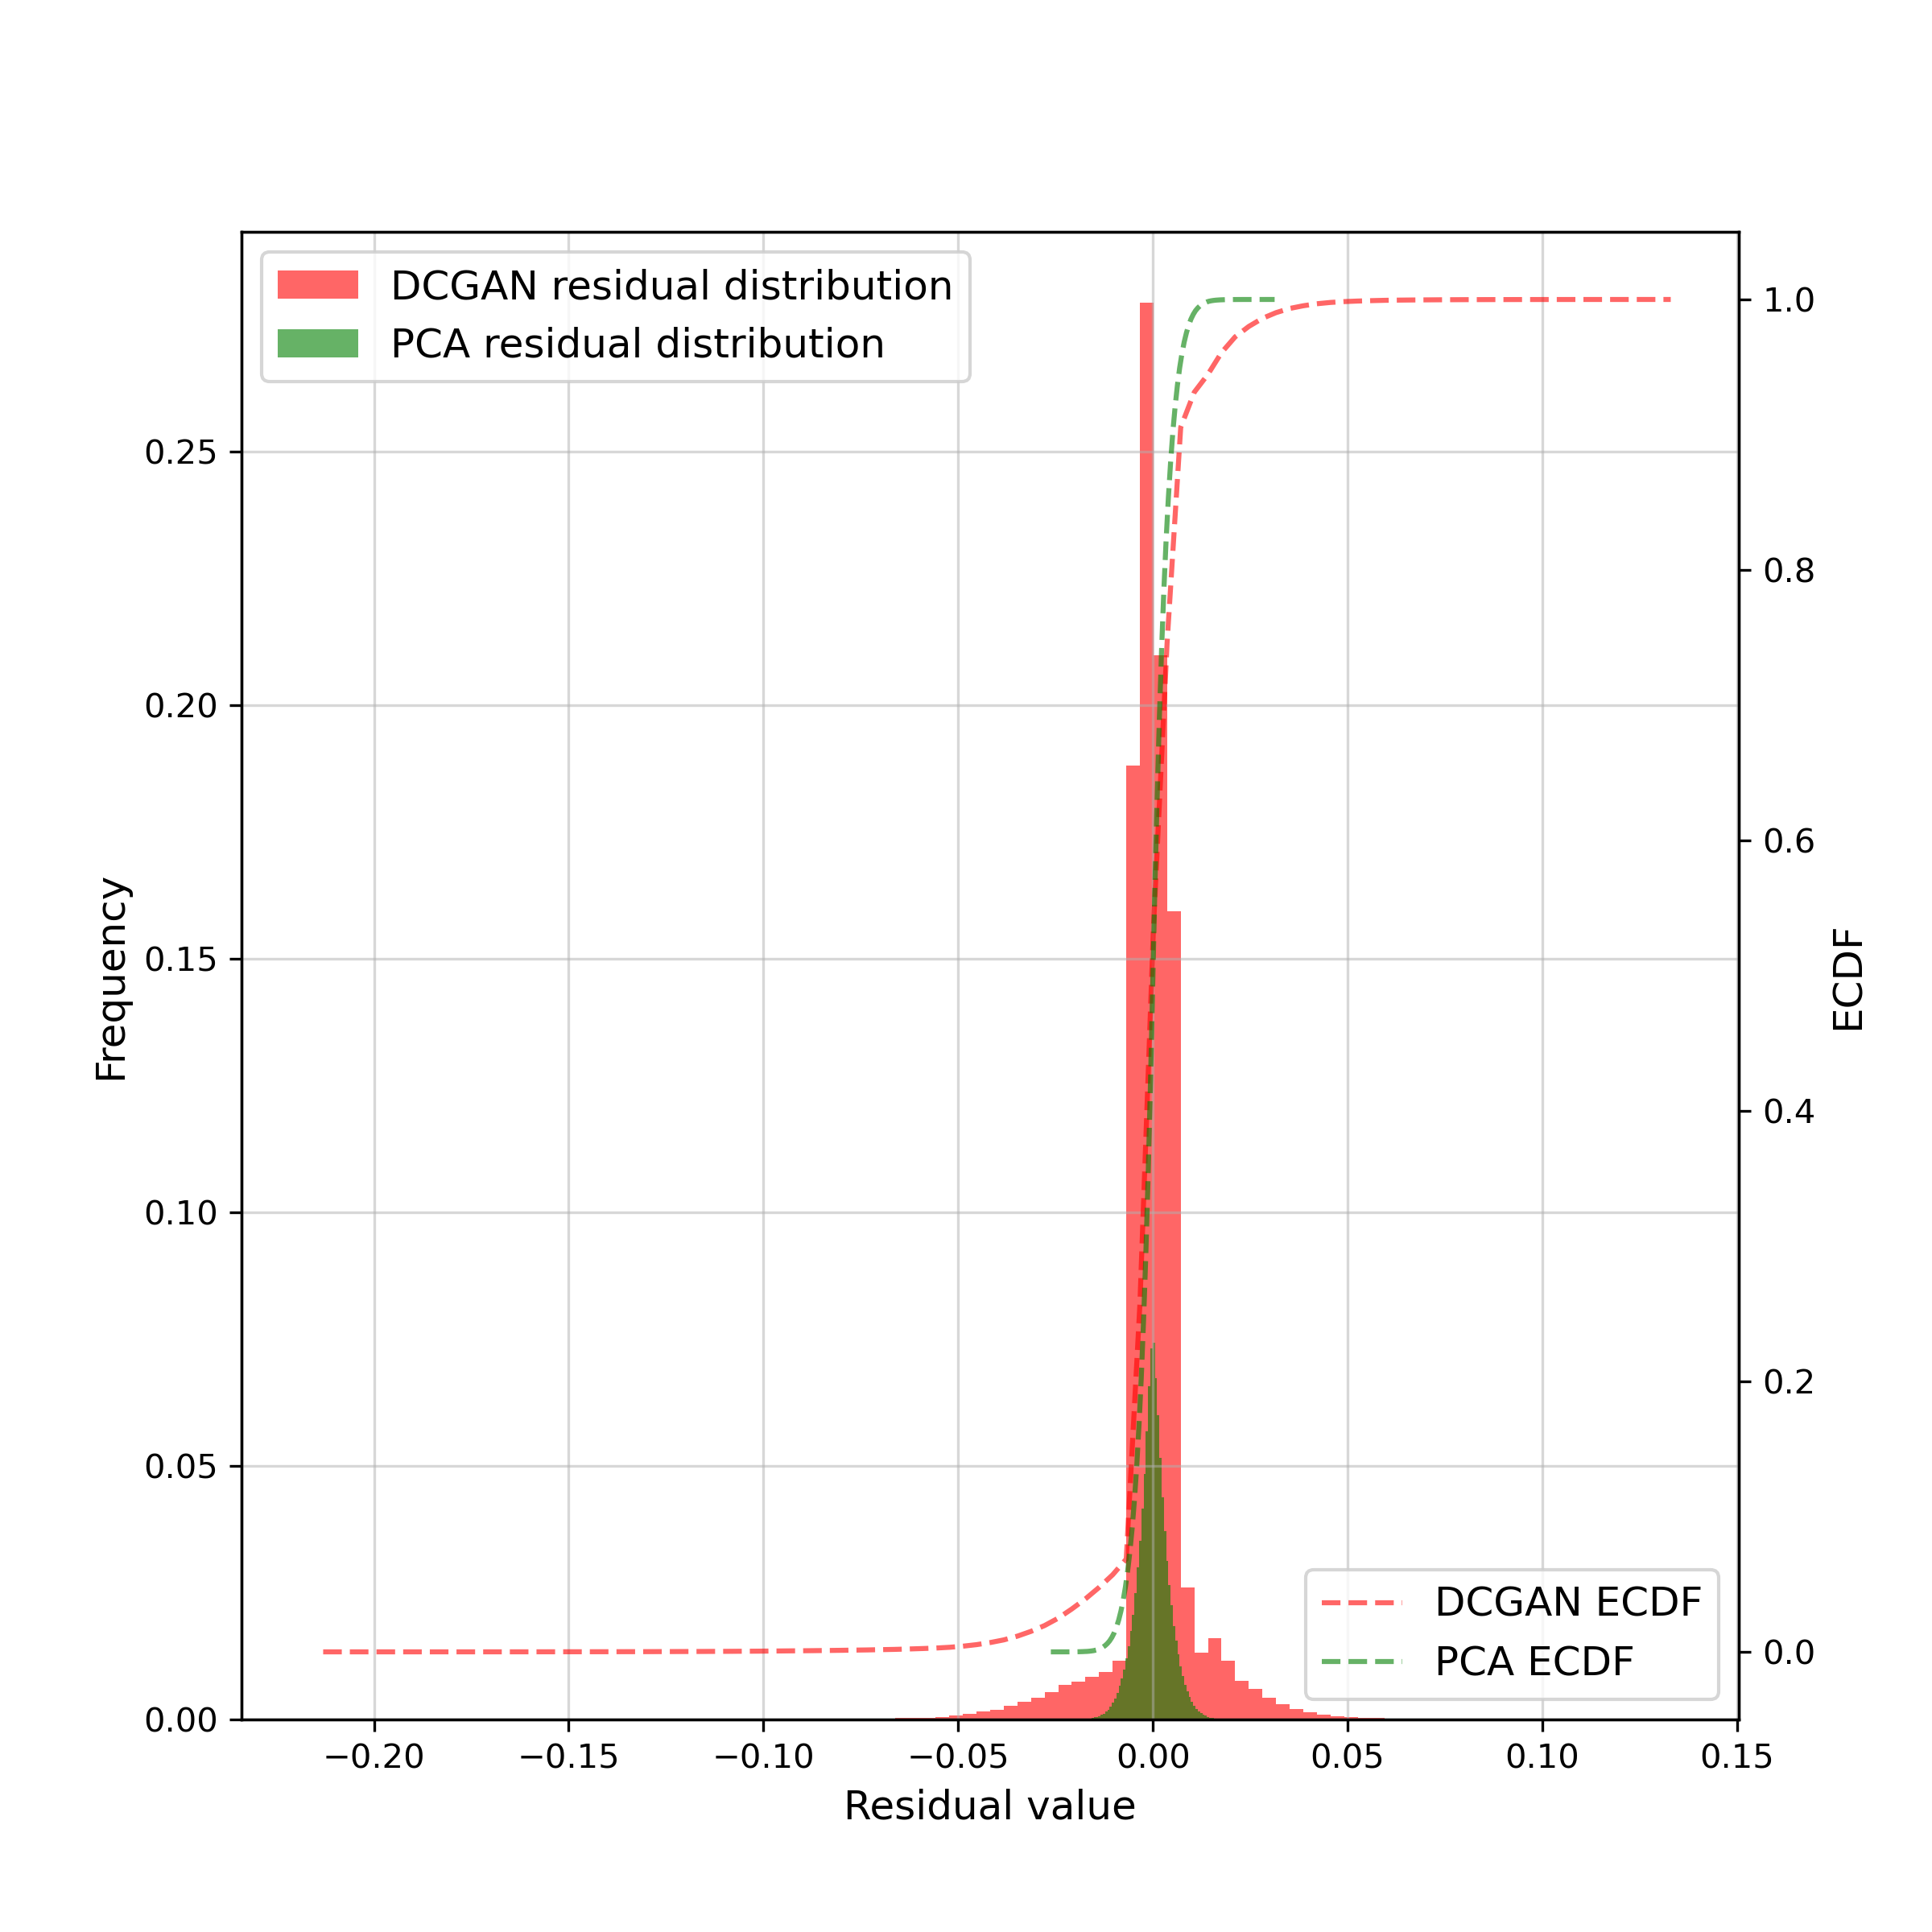 DCGAN residual distribution
PCA residual distribution
0.25
0.20
0.15
0.10
0.05
0.00
Frequency
1.0
0.8
0.6
0.4
0.2
0.0
ECDF
DCGAN ECDF
PCA ECDF
−0.20 −0.15 −0.10 −0.05 0.00 0.05 0.10 0.15
Residual value